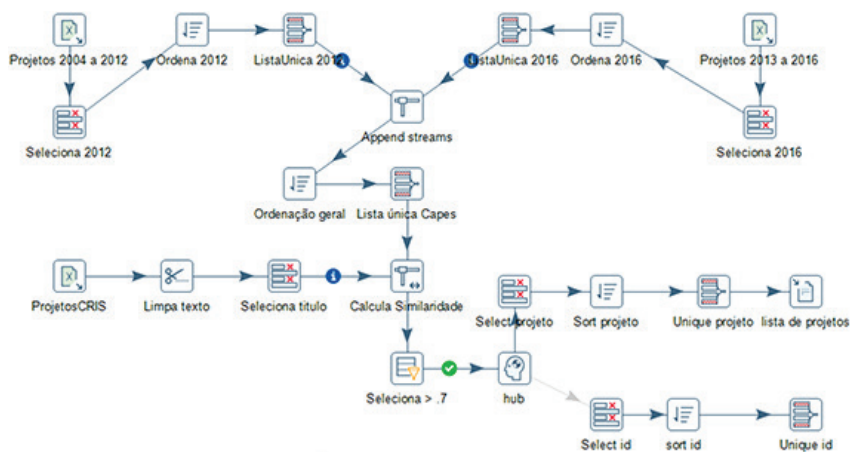 Projetos 2004 a 2012
Ordena 2012
ListaUnica 2012
ListaUnica 2016
Ordena 2016
Projetos 2013 a 2016
Seleciona 2012
Append streams
Seleciona 2016
Ordenação geral
Lista única Capes
ProjetosCRIS
Limpa texto
Seleciona titulo
Calcula Similaridade
Select projeto
Sort projeto
Unique projeto
lista de projetos
Seleciona > .7
hub
Select id
sort id
Unique id